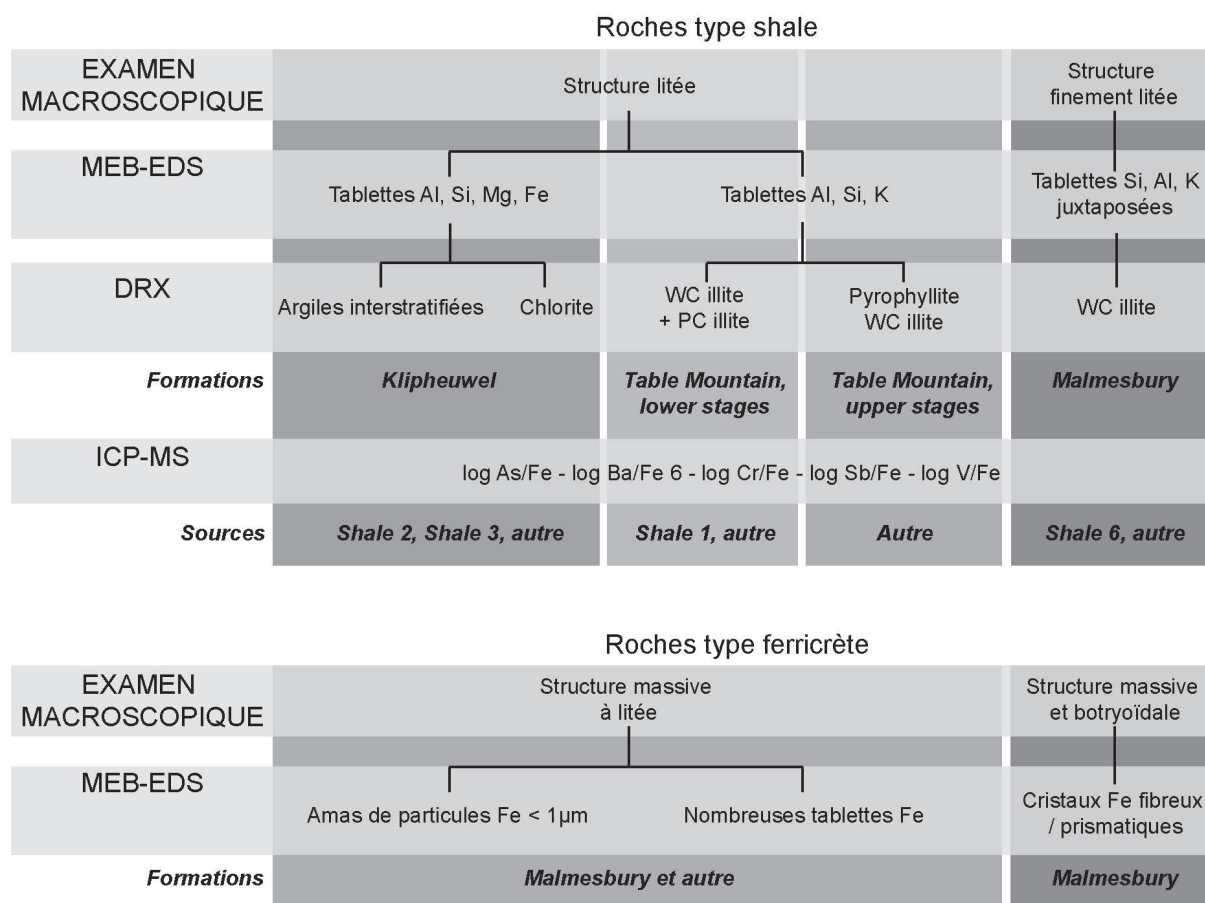 Roches type shale
EXAMEN
MACROSCOPIQUE
Structure litée
Structure
finement litée
MEB-EDS
Tablettes Al, Si, Mg, Fe
Tablettes Al, Si, K
Tablettes Si, Al, K
juxtaposées
DRX
Argiles interstratifiées
Chlorite
WC illite
+ PC illite
Pyrophyllite
WC illite
WC illite
Formations
Klipheuwel
Table Mountain,
lower stages
Table Mountain,
upper stages
Malmesbury
ICP-MS
log As/Fe - log Ba/Fe 6 - log Cr/Fe - log Sb/Fe - log V/Fe
Sources
Shale 2, Shale 3, autre
Shale 1, autre
Autre
Shale 6, autre
Roches type ferricrète
EXAMEN
MACROSCOPIQUE
Structure massive
à litée
Structure massive
et botryoïdale
MEB-EDS
Amas de particules Fe < 1µm
Nombreuses tablettes Fe
Cristaux Fe fibreux
/ prismatiques
Formations
Malmesbury et autre
Malmesbury